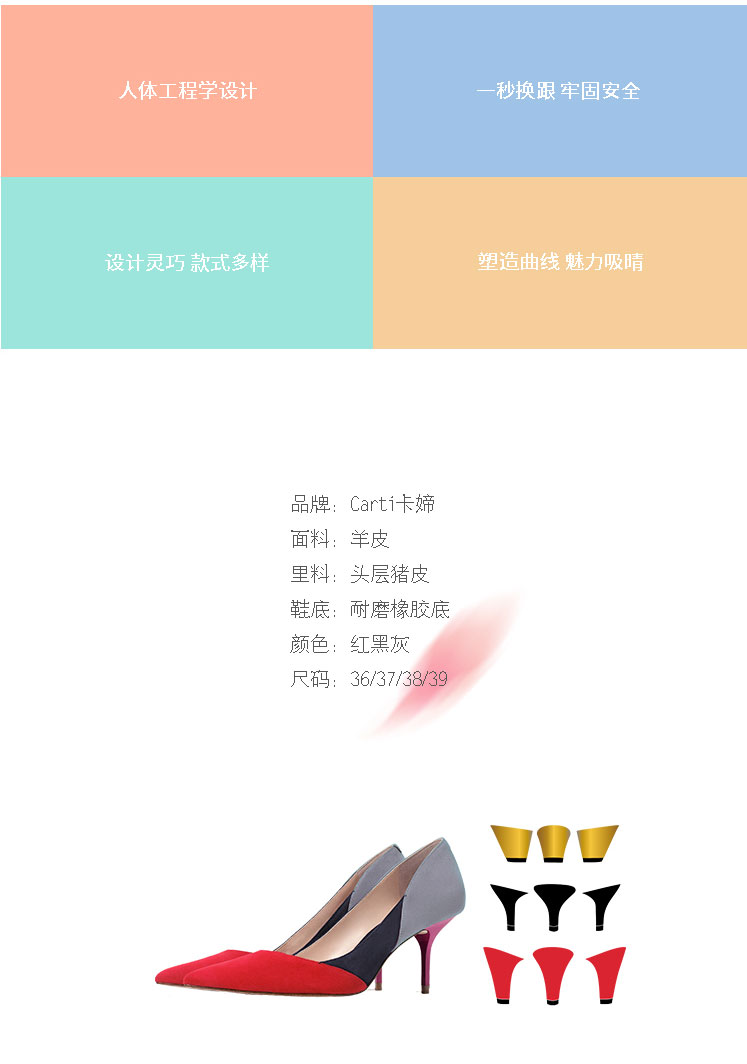 人体工程学设计
一秒换跟 牢固安全
设计灵巧 款式多样
塑造曲线 魅力吸晴
品牌：Carti卡婍
面料：羊皮
里料：头层猪皮
鞋底：耐磨橡胶底
颜色：红黑灰
尺码：36/37/38/39